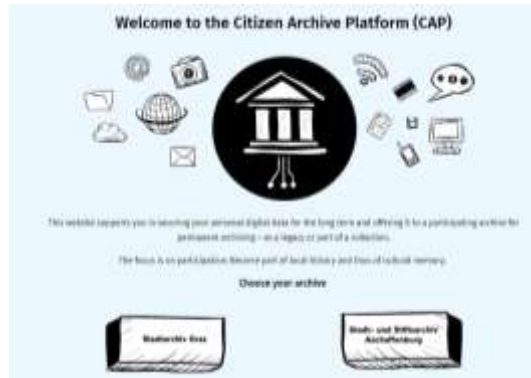 Welcome to the Citizen Archive Platform (CAP)
This website supports you in securing your personal digital data for the long term and offering it to a participating archive for
permanent archiving – as a legacy or part of a collection.
The focus is on participation: Become part of local history and thus of cultural memory.
Choose your archive
Stadtarchiv Graz
Stadt- und Stiftsarchiv
Aschaffenburg